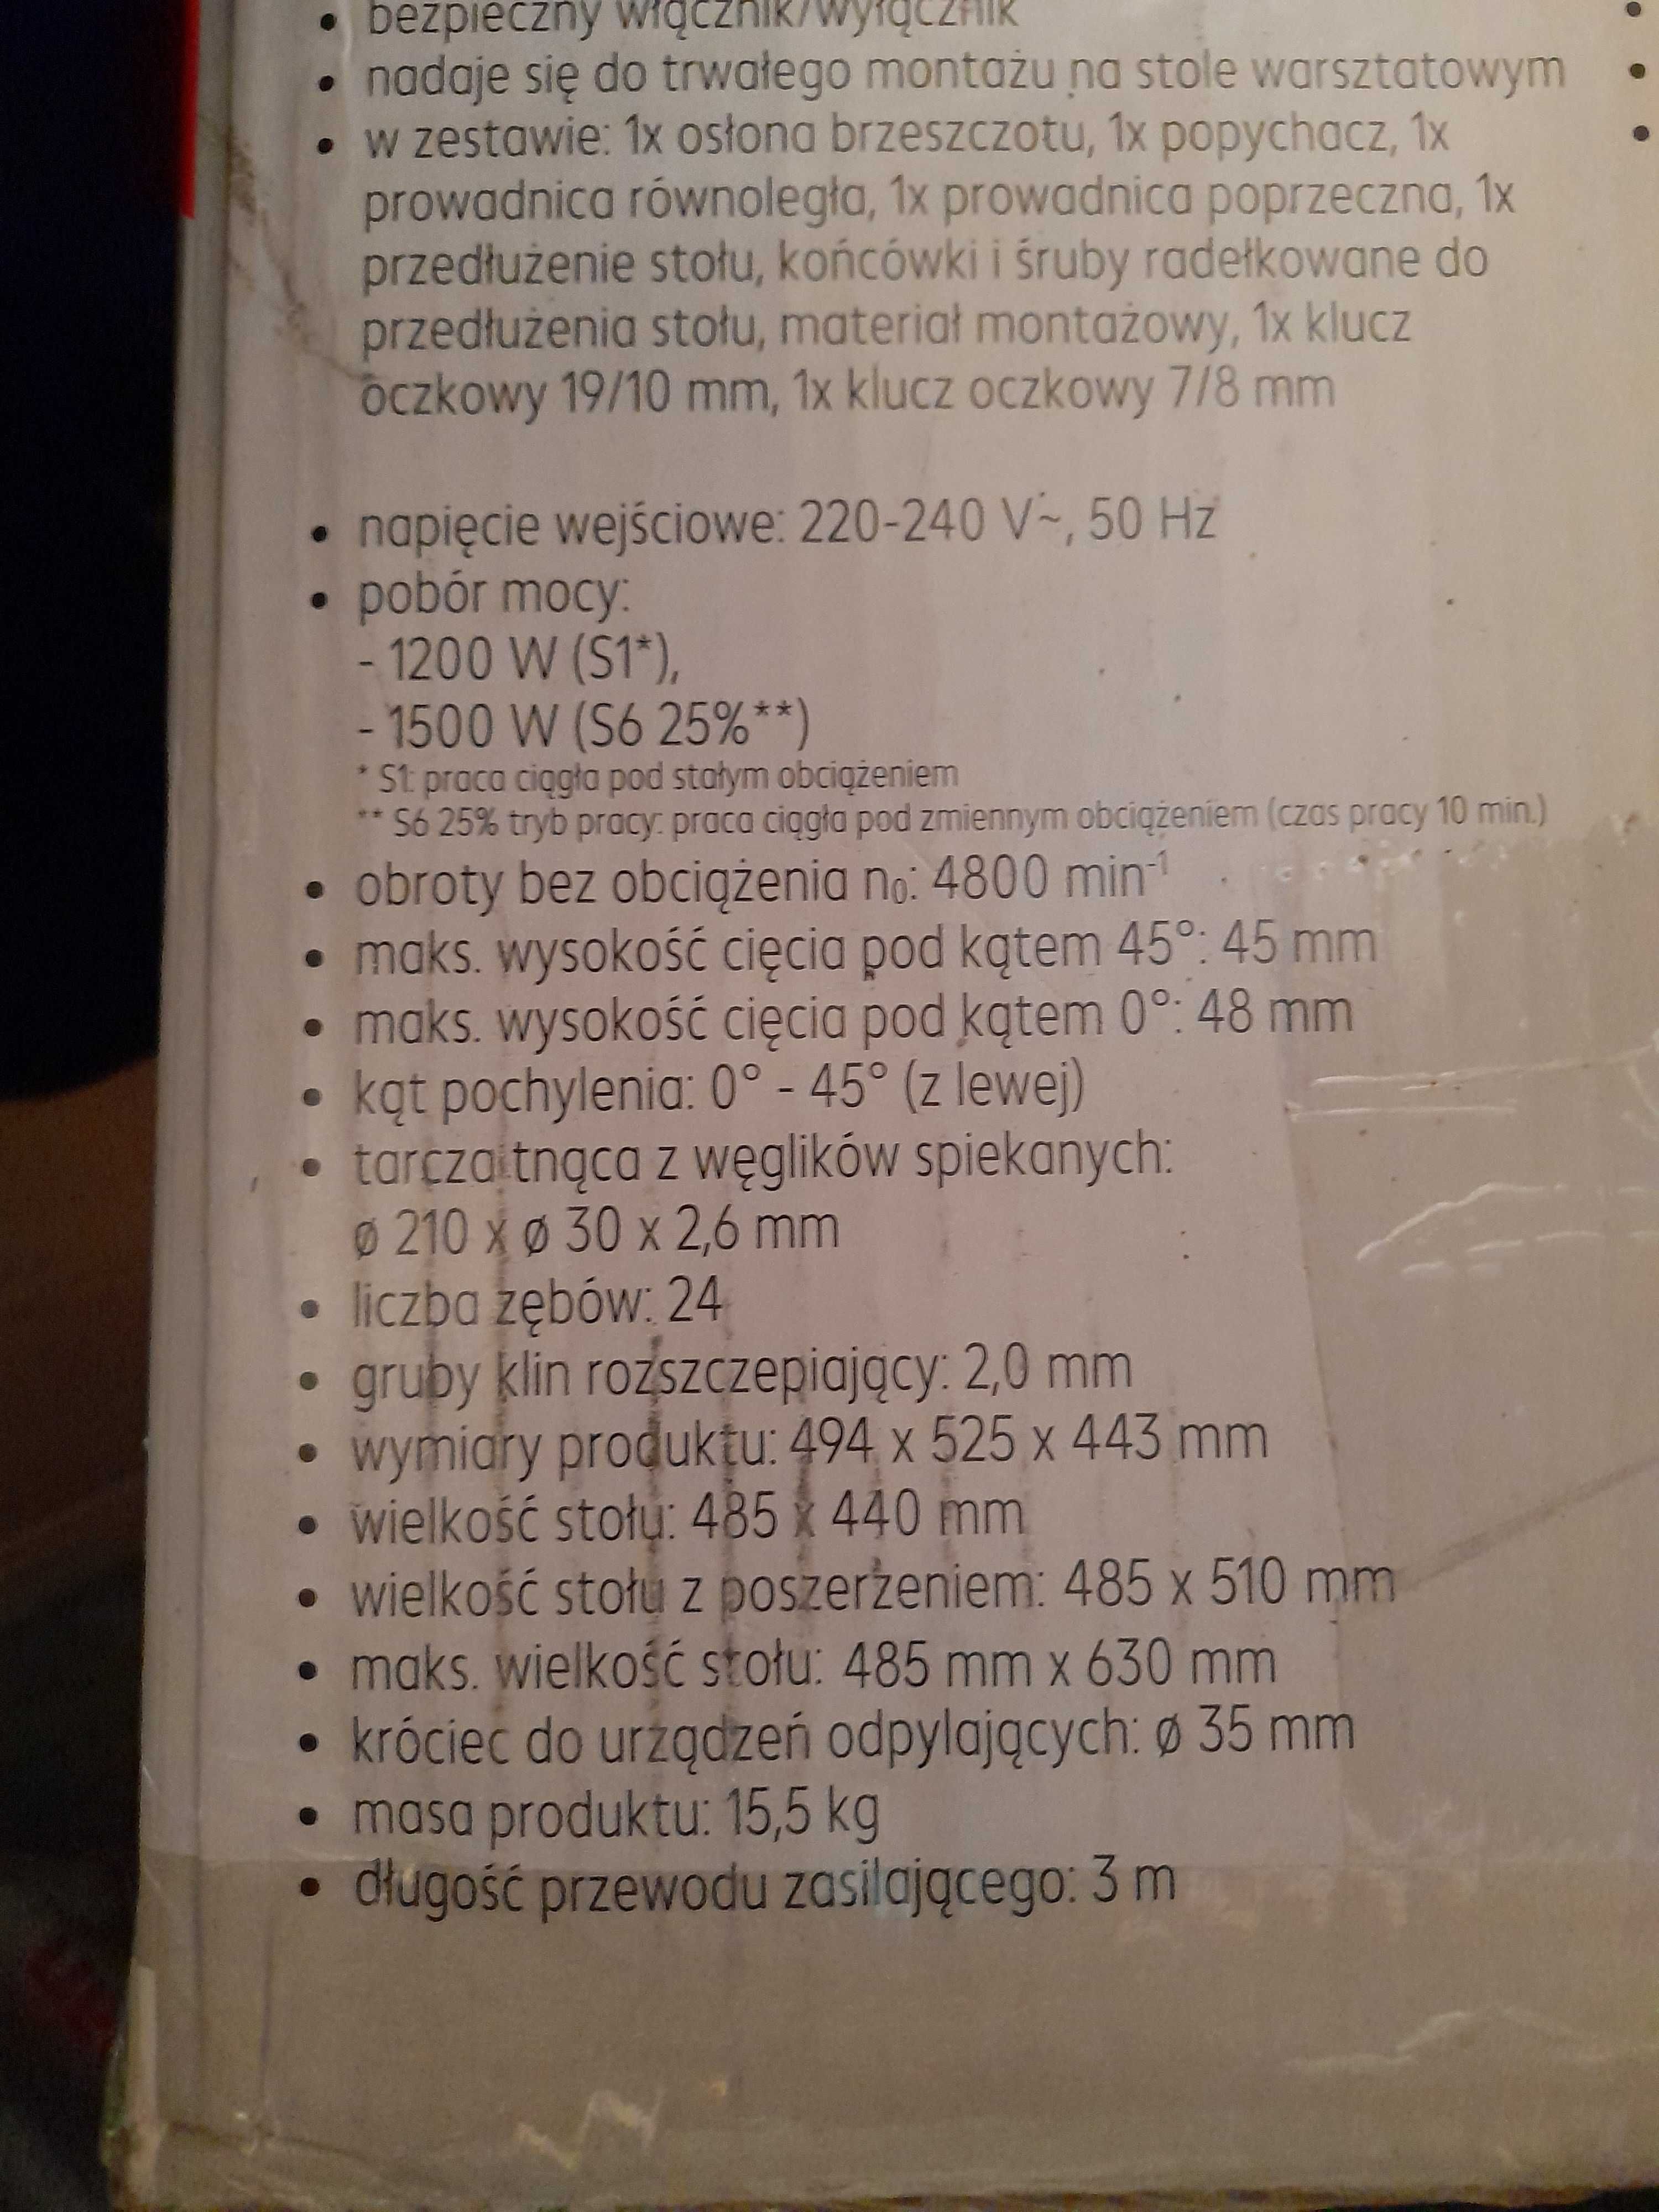 • bezpieczny włącznik/wyłącznik
• nadaje się do trwałego montażu na stole warsztatowym
• w zestawie: 1x osłona brzeszczotu, 1x popychacz, 1x
prowadnica równoległa, 1x prowadnica poprzeczna, 1x
przedłużenie stołu, końcówki i śruby radełkowane do
przedłużenia stołu, materiał montażowy, 1x klucz
oczkowy 19/10 mm, 1x klucz oczkowy 7/8 mm
• napięcie wejściowe: 220-240 V~, 50 Hz
• pobór mocy:
- 1200 W (S1*),
- 1500 W (S6 25%**)
* S1: praca ciągła pod stałym obciążeniem
** S6 25% tryb pracy: praca ciągła pod zmiennym obciążeniem (czas pracy 10 min.)
• obroty bez obciążenia n₀: 4800 min⁻¹
• maks. wysokość cięcia pod kątem 45°: 45 mm
• maks. wysokość cięcia pod kątem 0°: 48 mm
• kąt pochylenia: 0° - 45° (z lewej)
• tarcza tnąca z węglików spiekanych:
ø 210 x ø 30 x 2,6 mm
• liczba zębów: 24
• gruby klin rozszczepiający: 2,0 mm
• wymiary produktu: 494 x 525 x 443 mm
• wielkość stołu: 485 x 440 mm
• wielkość stołu z poszerzeniem: 485 x 510 mm
• maks. wielkość stołu: 485 mm x 630 mm
• króciec do urządzeń odpylających: ø 35 mm
• masa produktu: 15,5 kg
• długość przewodu zasilającego: 3 m